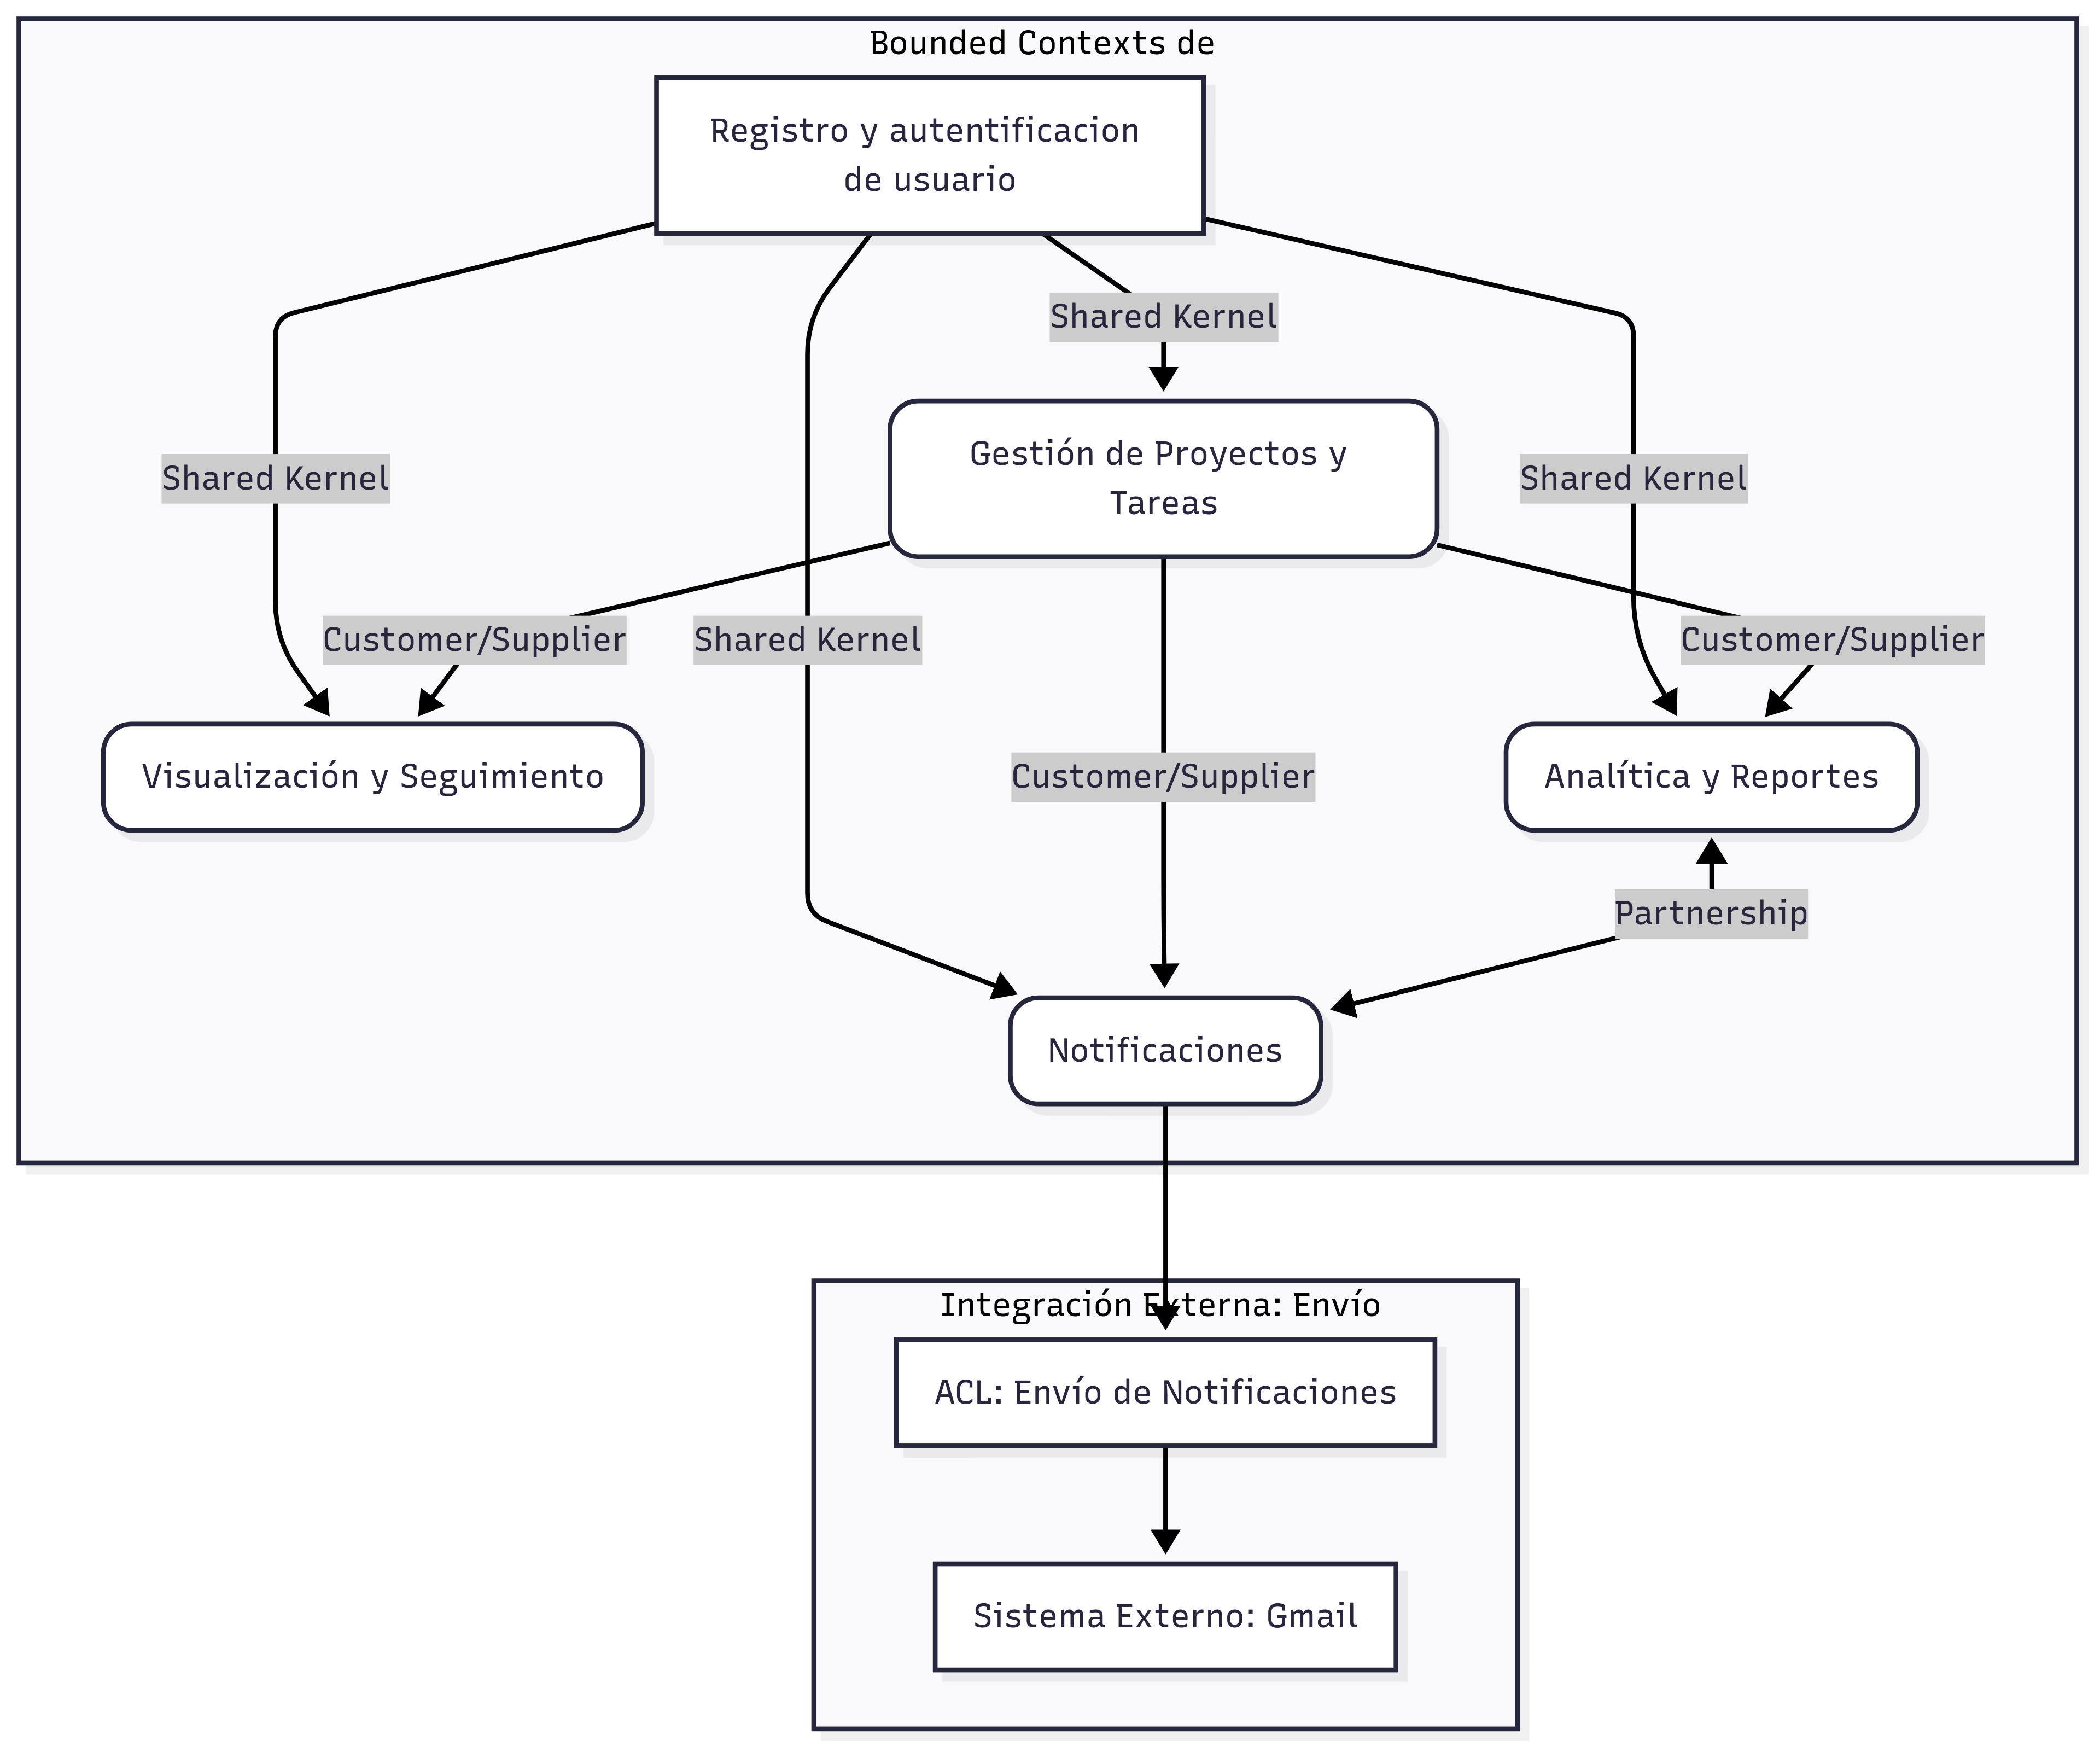 Bounded Contexts de
Registro y autentificacion
de usuario
Shared Kernel
Gestión de Proyectos y
Tareas
Shared Kernel
Shared Kernel
Customer/Supplier
Shared Kernel
Customer/Supplier
Visualización y Seguimiento
Customer/Supplier
Analítica y Reportes
Partnership
Notificaciones
Integración Externa: Envío
ACL: Envío de Notificaciones
Sistema Externo: Gmail